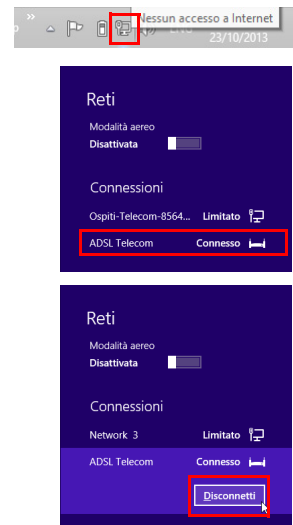 Nessun accesso a Internet
23/10/2013
Reti
Modalità aereo
Disattivata
Connessioni
Ospiti-Telecom-8564... Limitato
ADSL Telecom Connesso
Reti
Modalità aereo
Disattivata
Connessioni
Network 3 Limitato
ADSL Telecom Connesso
Disconnetti